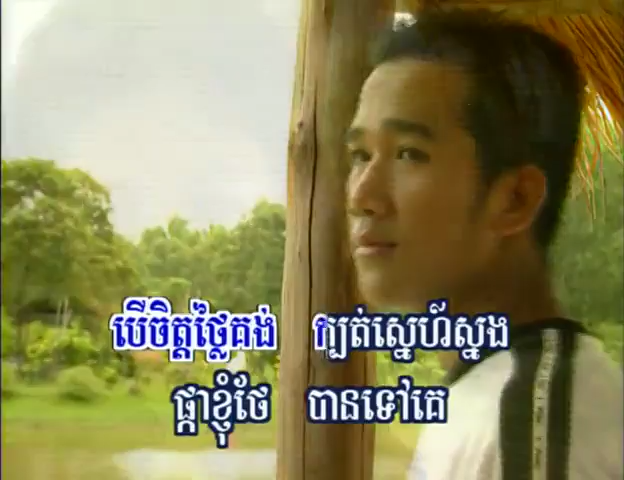 បើចិត្តថ្លៃគង់ ក្បត់ស្នេហ៍ស្នង
ផ្កាខ្ញុំថែ បានទៅគេ